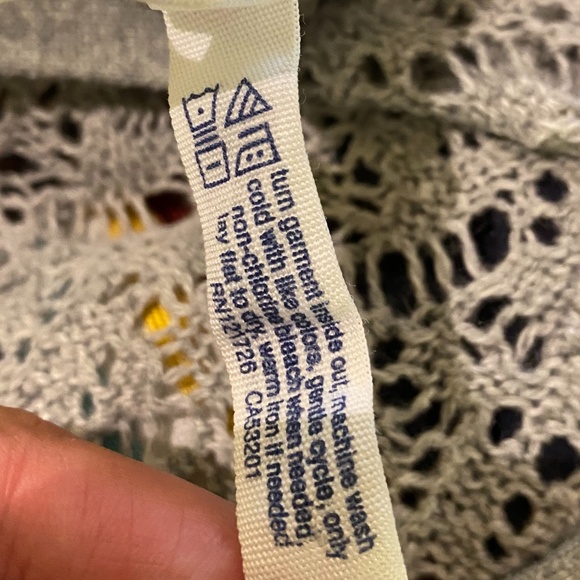 turn garment inside out, machine wash
cold with like colors, gentle cycle, only
non-chlorine bleach when needed,
lay flat to dry, warm iron if needed
CA53201